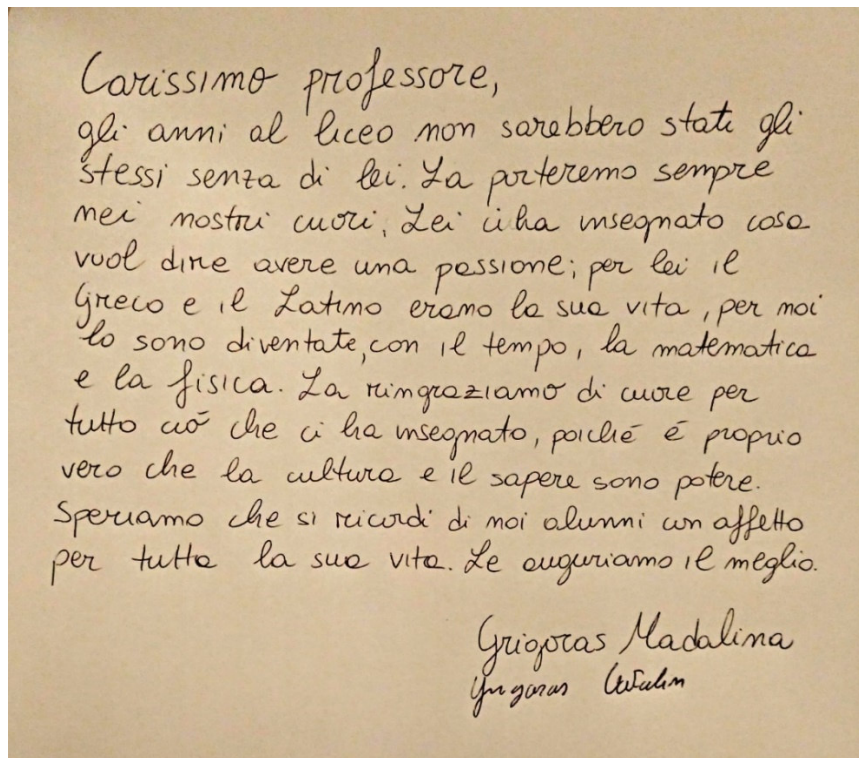 Carissimo professore,
gli anni al liceo non sarebbero stati gli
stessi senza di lei. La porteremo sempre
nei nostri cuori. Lei ci ha insegnato cosa
vuol dire avere una passione; per lei il
Greco e il Latino erano la sua vita, per noi
lo sono diventate, con il tempo, la matematica
e la fisica. La ringraziamo di cuore per
tutto ció che ci ha insegnato, poiché é proprio
vero che la cultura e il sapere sono potere.
Speriamo che si ricordi di noi alunni con affetto
per tutta la sua vita. Le auguriamo il meglio.
Grigoras Madalina
Grigoras